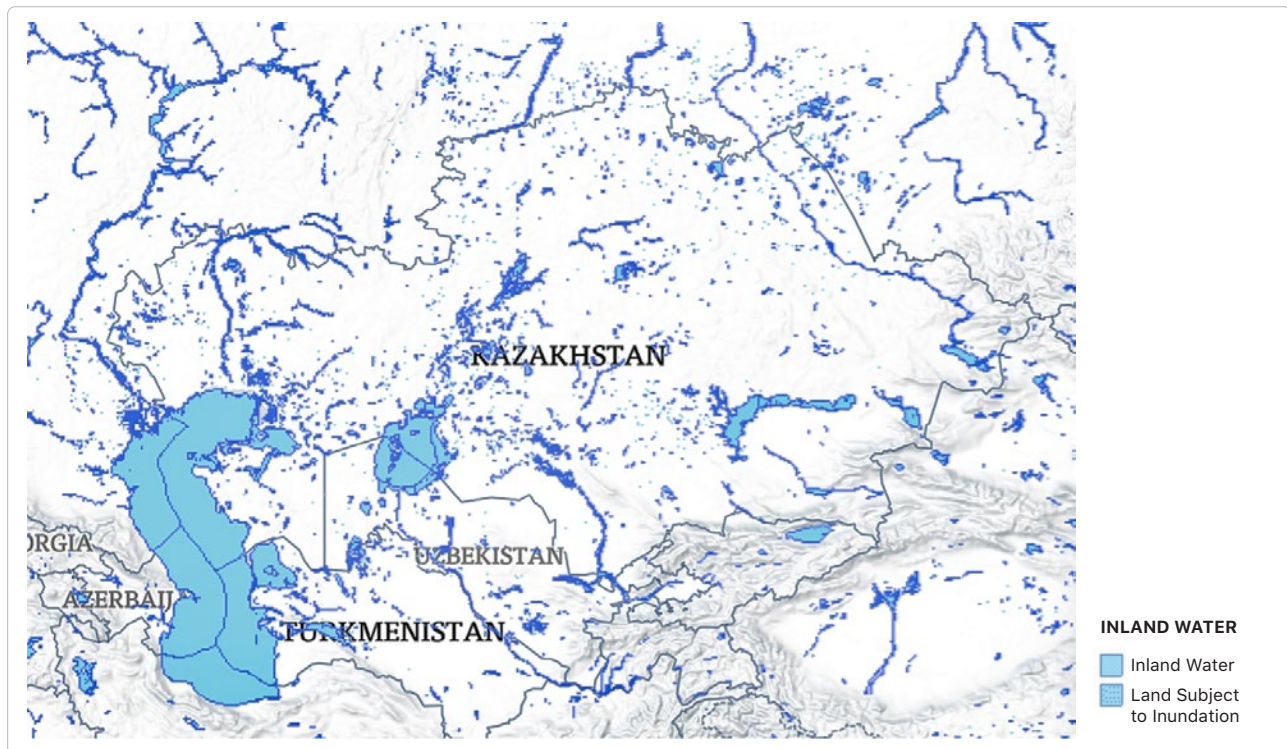 KAZAKHSTAN
ORGIA
UZBEKISTAN
AZERBAIJ
TURKMENISTAN
INLAND WATER
Inland Water
Land Subject
to Inundation